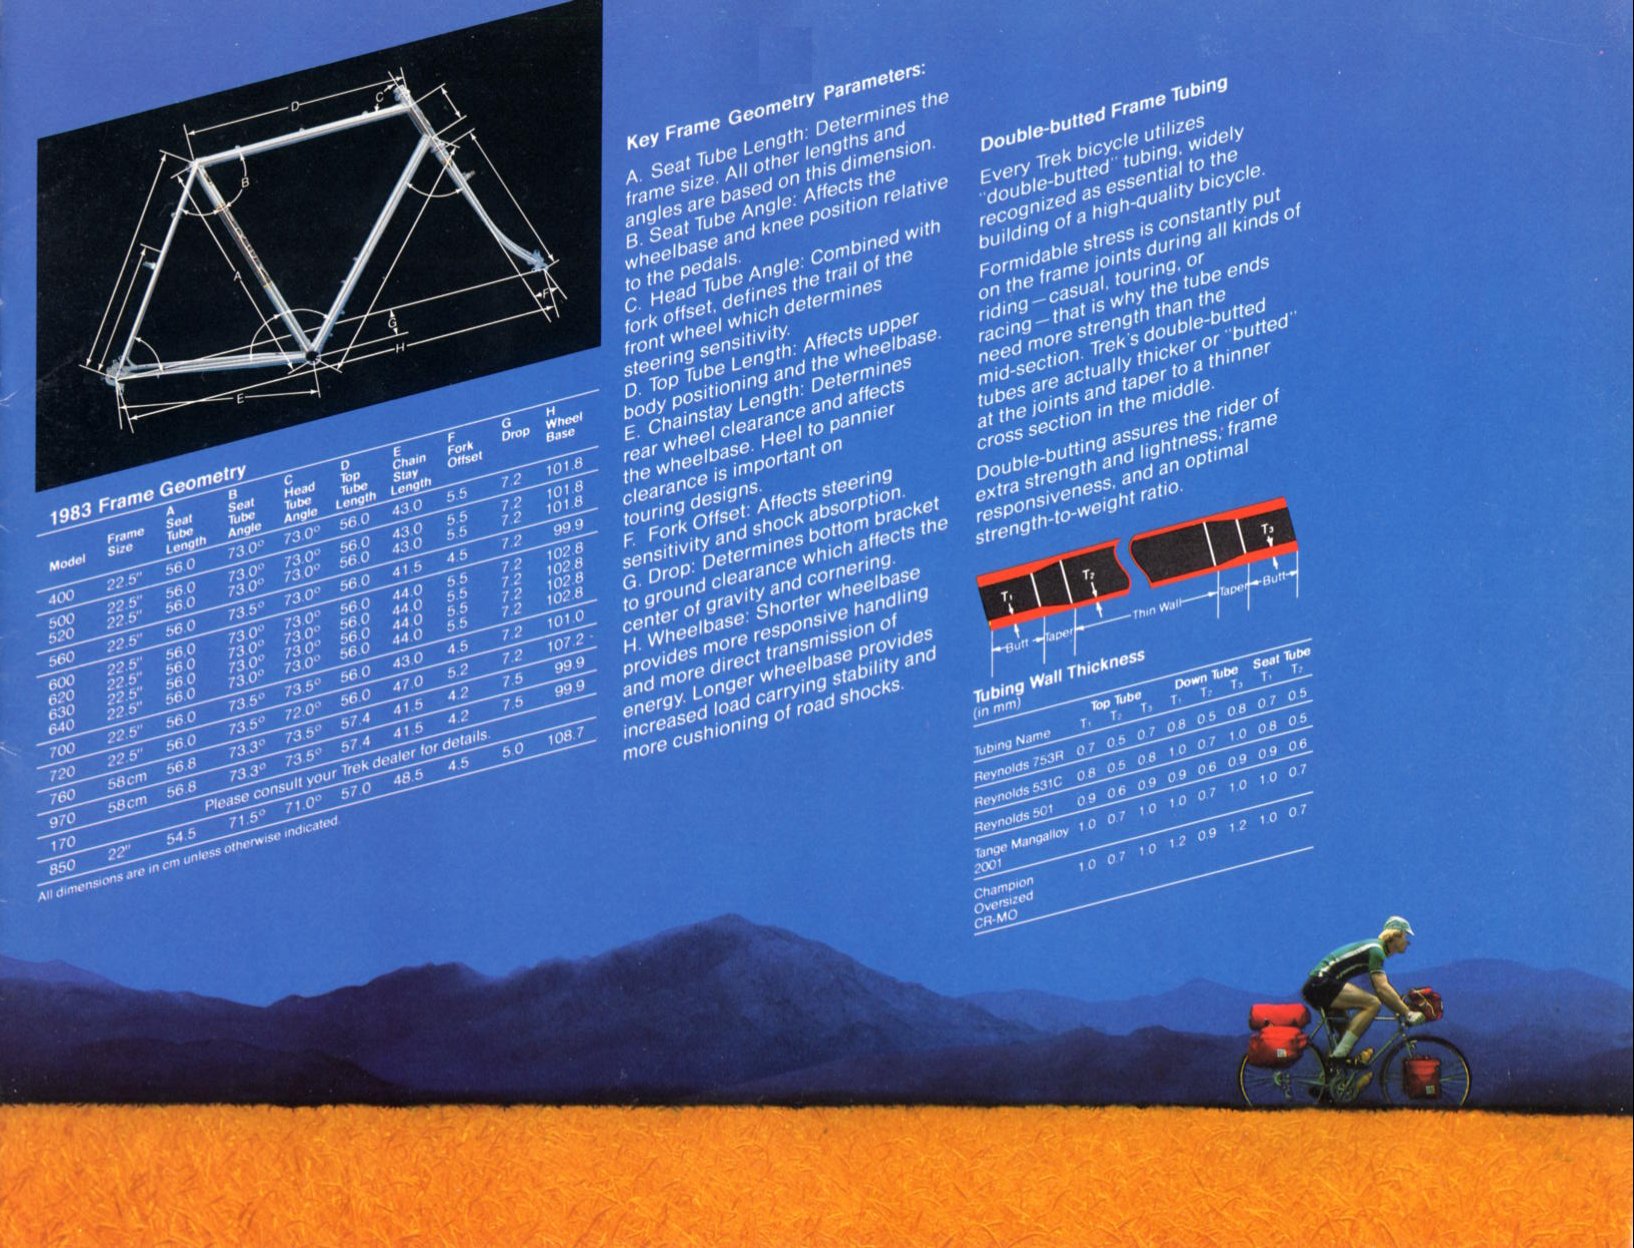 D
C
B
A
F
G
H
E
1983 Frame Geometry
Model Frame Size A Seat Tube Length B Seat Tube Angle C Head Tube Angle D Top Tube Length E Chain Stay Length F Fork Offset G Drop H Wheel Base
400 22.5" 56.0 73.0° 73.0° 56.0 43.0 5.5 7.2 101.8
500 22.5" 56.0 73.0° 73.0° 56.0 43.0 5.5 7.2 101.8
520 22.5" 56.0 73.0° 73.0° 56.0 43.0 5.5 7.2 101.8
560 22.5" 56.0 73.5° 73.0° 56.0 41.5 4.5 7.2 99.9
600 22.5" 56.0 73.0° 73.0° 56.0 44.0 5.5 7.2 102.8
620 22.5" 56.0 73.0° 73.0° 56.0 44.0 5.5 7.2 102.8
630 22.5" 56.0 73.0° 73.0° 56.0 44.0 5.5 7.2 102.8
640 22.5" 56.0 73.0° 73.0° 56.0 44.0 5.5 7.2 102.8
700 22.5" 56.0 73.5° 73.5° 56.0 43.0 4.5 7.2 101.0
720 22.5" 56.0 73.5° 72.0° 56.0 47.0 5.2 7.2 107.2
760 58cm 56.8 73.3° 73.5° 57.4 41.5 4.2 7.5 99.9
970 58cm 56.8 73.3° 73.5° 57.4 41.5 4.2 7.5 99.9
170 Please consult your Trek dealer for details.
850 22" 54.5 71.5° 71.0° 57.0 48.5 4.5 5.0 108.7
All dimensions are in cm unless otherwise indicated.
Key Frame Geometry Parameters:
A. Seat Tube Length: Determines the
frame size. All other lengths and
angles are based on this dimension.
B. Seat Tube Angle: Affects the
wheelbase and knee position relative
to the pedals.
C. Head Tube Angle: Combined with
fork offset, defines the trail of the
front wheel which determines
steering sensitivity.
D. Top Tube Length: Affects upper
body positioning and the wheelbase.
E. Chainstay Length: Determines
rear wheel clearance and affects
the wheelbase. Heel to pannier
clearance is important on
touring designs.
F. Fork Offset: Affects steering
sensitivity and shock absorption.
G. Drop: Determines bottom bracket
to ground clearance which affects the
center of gravity and cornering.
H. Wheelbase: Shorter wheelbase
provides more responsive handling
and more direct transmission of
energy. Longer wheelbase provides
increased load carrying stability and
more cushioning of road shocks.
Double-butted Frame Tubing
Every Trek bicycle utilizes
"double-butted" tubing, widely
recognized as essential to the
building of a high-quality bicycle.
Formidable stress is constantly put
on the frame joints during all kinds of
riding—casual, touring, or
racing—that is why the tube ends
need more strength than the
mid-section. Trek's double-butted
tubes are actually thicker or "butted"
at the joints and taper to a thinner
cross section in the middle.
Double-butting assures the rider of
extra strength and lightness; frame
responsiveness, and an optimal
strength-to-weight ratio.
T₁ T₂ T₃
Butt Taper Thin Wall Taper Butt
Tubing Wall Thickness
(in mm)
Top Tube Down Tube Seat Tube
Tubing Name T₁ T₂ T₃ T₁ T₂ T₃ T₁ T₂
Reynolds 753R 0.7 0.5 0.7 0.8 0.5 0.8 0.7 0.5
Reynolds 531C 0.8 0.5 0.8 1.0 0.7 1.0 0.8 0.5
Reynolds 501 0.9 0.6 0.9 0.9 0.6 0.9 0.9 0.6
Tange Mangalloy 1.0 0.7 1.0 1.0 0.7 1.0 1.0 0.7
2001
Champion 1.0 0.7 1.0 1.2 0.9 1.2 1.0 0.7
Oversized
CR-MO